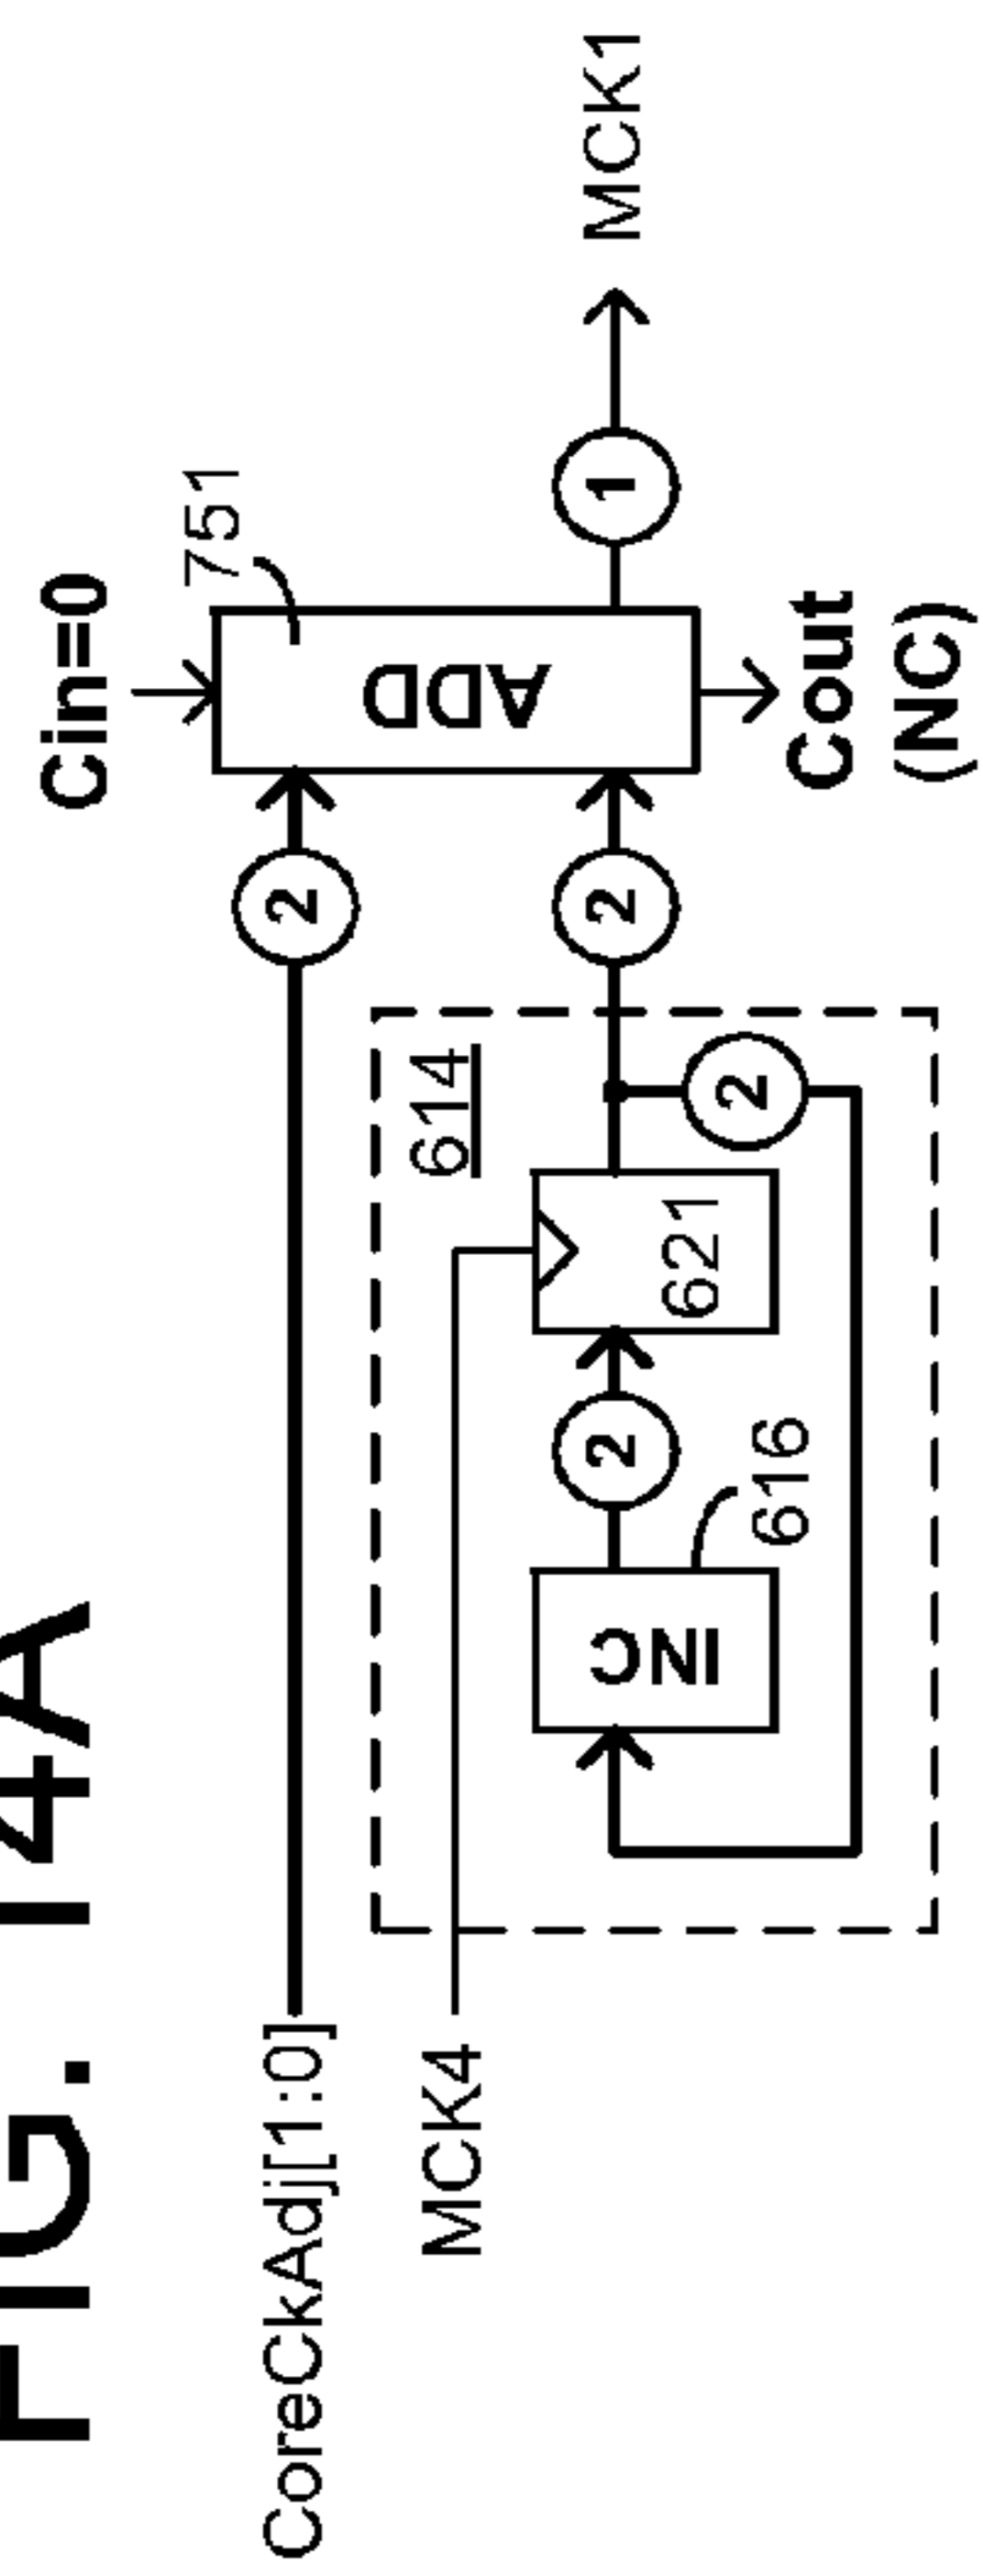 FIG. 14A
Cin=0
751
CoreCkAdj[1:0]
2
ADD
MCK4
614
2
1
MCK1
INC
2
621
2
616
Cout
(NC)